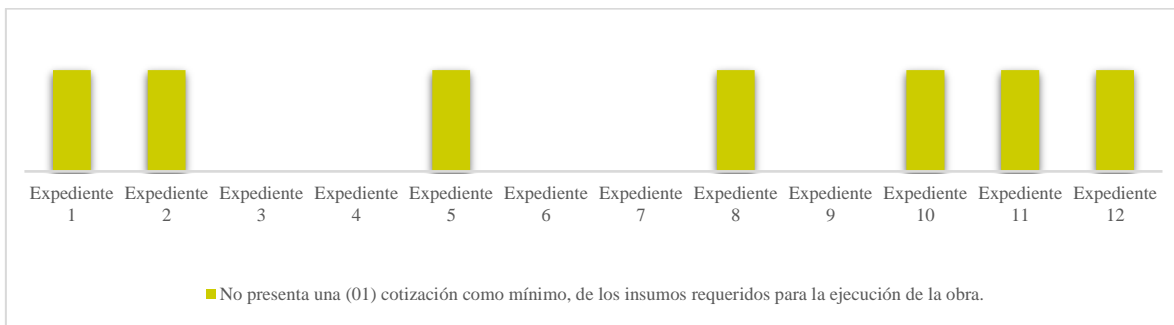 Expediente Expediente Expediente Expediente Expediente Expediente Expediente Expediente Expediente Expediente Expediente Expediente
1 2 3 4 5 6 7 8 9 10 11 12
No presenta una (01) cotización como mínimo, de los insumos requeridos para la ejecución de la obra.